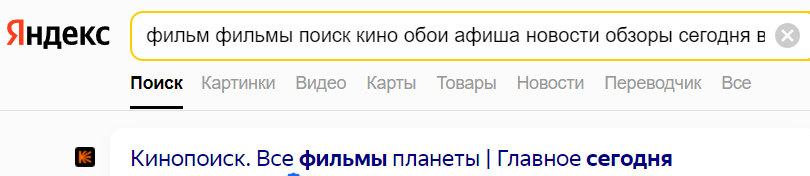 Яндекс
фильм фильмы поиск кино обои афиша новости обзоры сегодня в
Поиск Картинки Видео Карты Товары Новости Переводчик Все
Кинопоиск. Все фильмы планеты | Главное сегодня